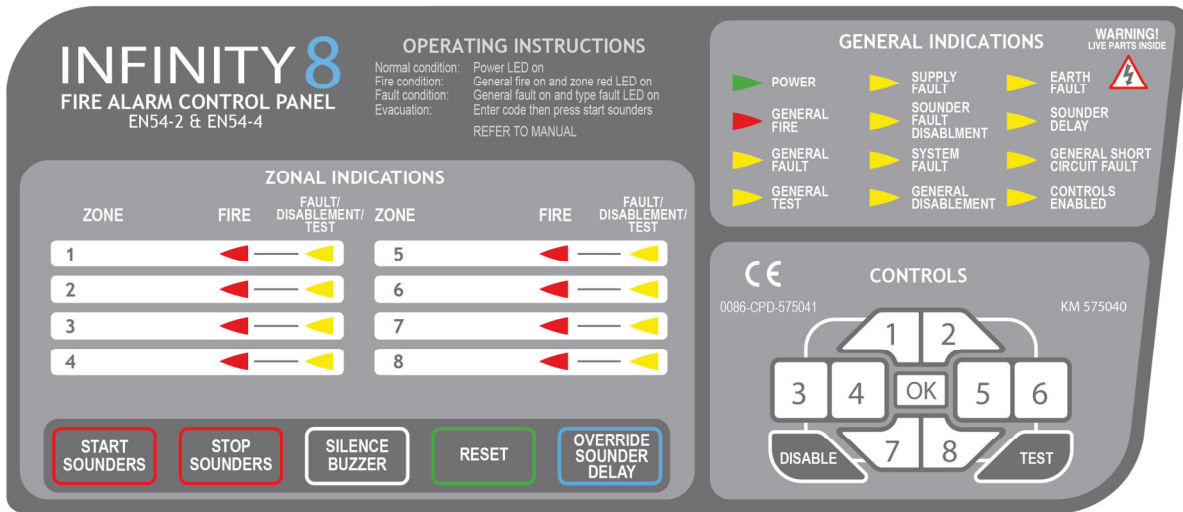 INFINITY 8
FIRE ALARM CONTROL PANEL
EN54-2 & EN54-4
OPERATING INSTRUCTIONS
Normal condition: Power LED on
Fire condition: General fire on and zone red LED on
Fault condition: General fault on and type fault LED on
Evacuation: Enter code then press start sounders
REFER TO MANUAL
ZONAL INDICATIONS
ZONE FIRE FAULT/
DISABLEMENT/
TEST
ZONE FIRE FAULT/
DISABLEMENT/
TEST
1
2
3
4
5
6
7
8
START
SOUNDERS
STOP
SOUNDERS
SILENCE
BUZZER
RESET
OVERRIDE
SOUNDER
DELAY
GENERAL INDICATIONS
WARNING!
LIVE PARTS INSIDE
POWER
GENERAL
FIRE
GENERAL
FAULT
GENERAL
TEST
SUPPLY
FAULT
SOUNDER
FAULT
DISABLMENT
SYSTEM
FAULT
GENERAL
DISABLEMENT
EARTH
FAULT
SOUNDER
DELAY
GENERAL SHORT
CIRCUIT FAULT
CONTROLS
ENABLED
CE
CONTROLS
0086-CPD-575041
KM 575040
1 2
3 4 OK 5 6
DISABLE 7 8 TEST